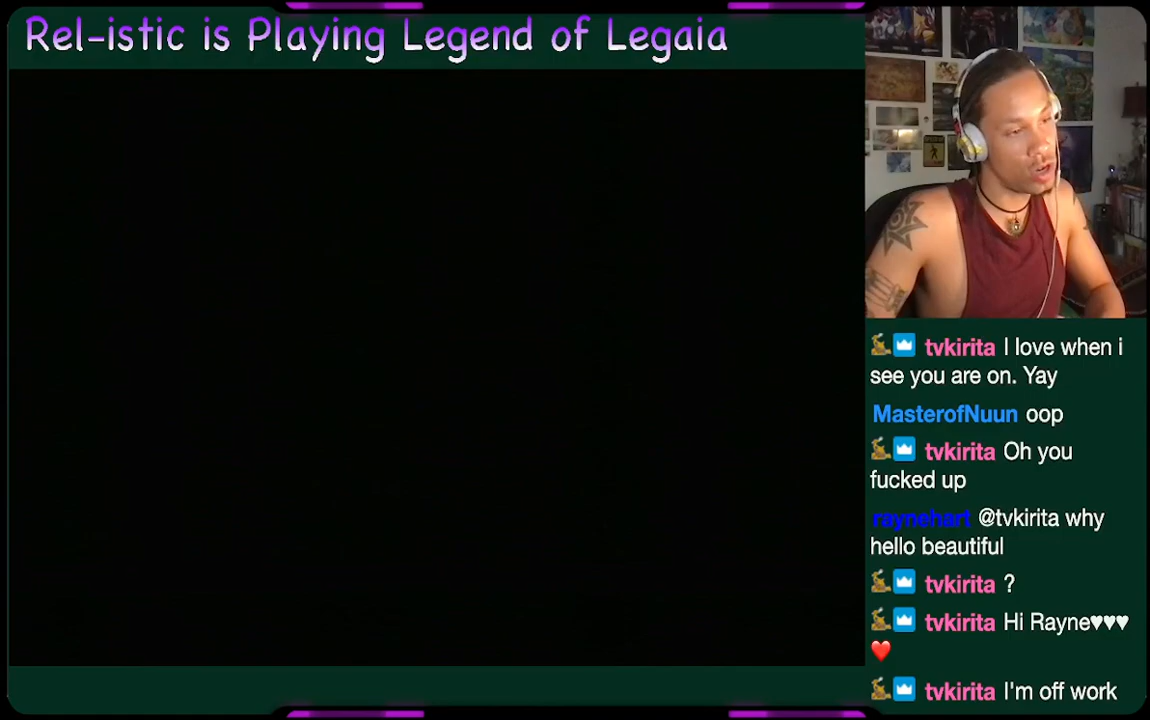 Rel-istic is Playing Legend of Legaia
tvkirita I love when i
see you are on. Yay
MasterofNuun oop
tvkirita Oh you
fucked up
raynehart @tvkirita why
hello beautiful
tvkirita ?
tvkirita Hi Rayne♥♥♥
❤️
tvkirita I'm off work